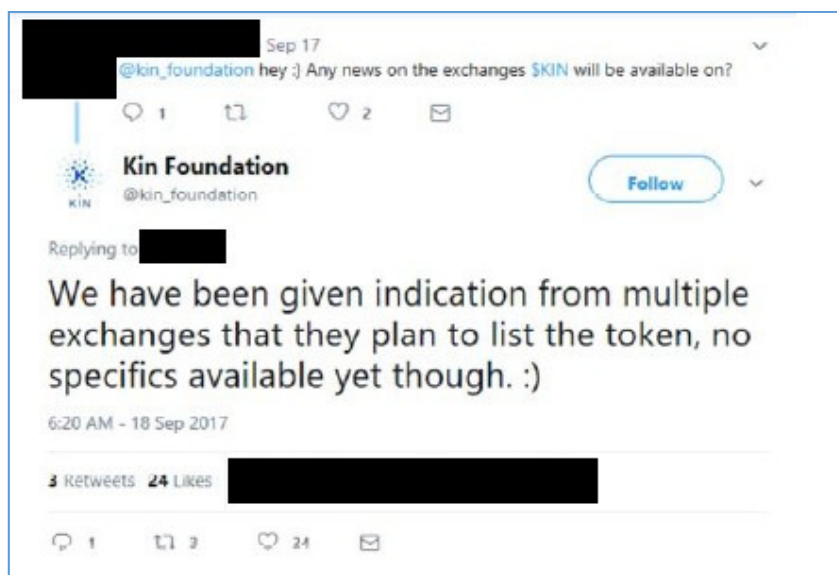 Sep 17
@kin_foundation hey :) Any news on the exchanges $KIN will be available on?
1 2
Kin Foundation
@kin_foundation
KIN
Follow
Replying to
We have been given indication from multiple
exchanges that they plan to list the token, no
specifics available yet though. :)
6:20 AM - 18 Sep 2017
3 Retweets 24 Likes
1 3 24